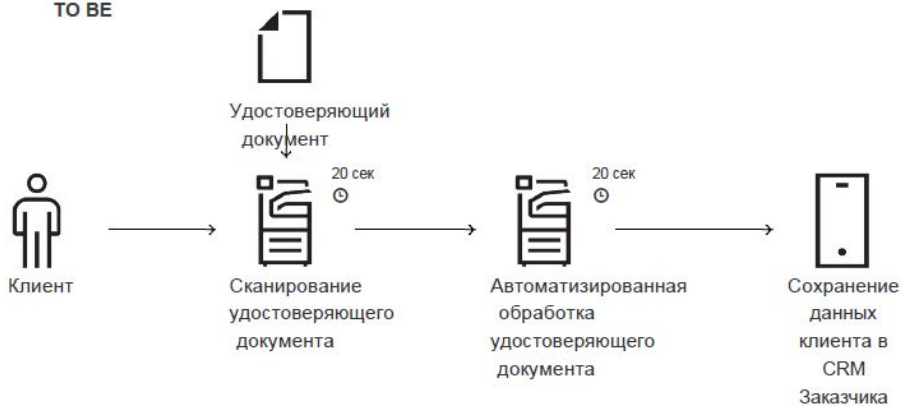 TO BE
Удостоверяющий
документ
20 сек
20 сек
Клиент
Сканирование
удостоверяющего
документа
Автоматизированная
обработка
удостоверяющего
документа
Сохранение
данных
клиента в
CRM
Заказчика